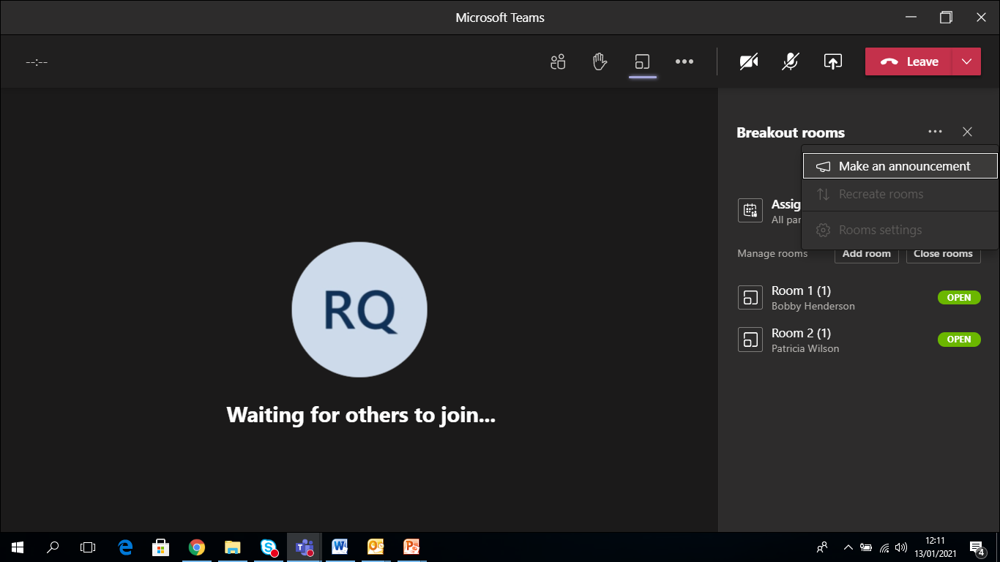 Microsoft Teams
--:--
Leave
Breakout rooms
Make an announcement
Recreate rooms
Rooms settings
Assig
All par
Manage rooms
Add room
Close rooms
Room 1 (1)
OPEN
Bobby Henderson
Room 2 (1)
OPEN
Patricia Wilson
RQ
Waiting for others to join...
12:11
13/01/2021
4